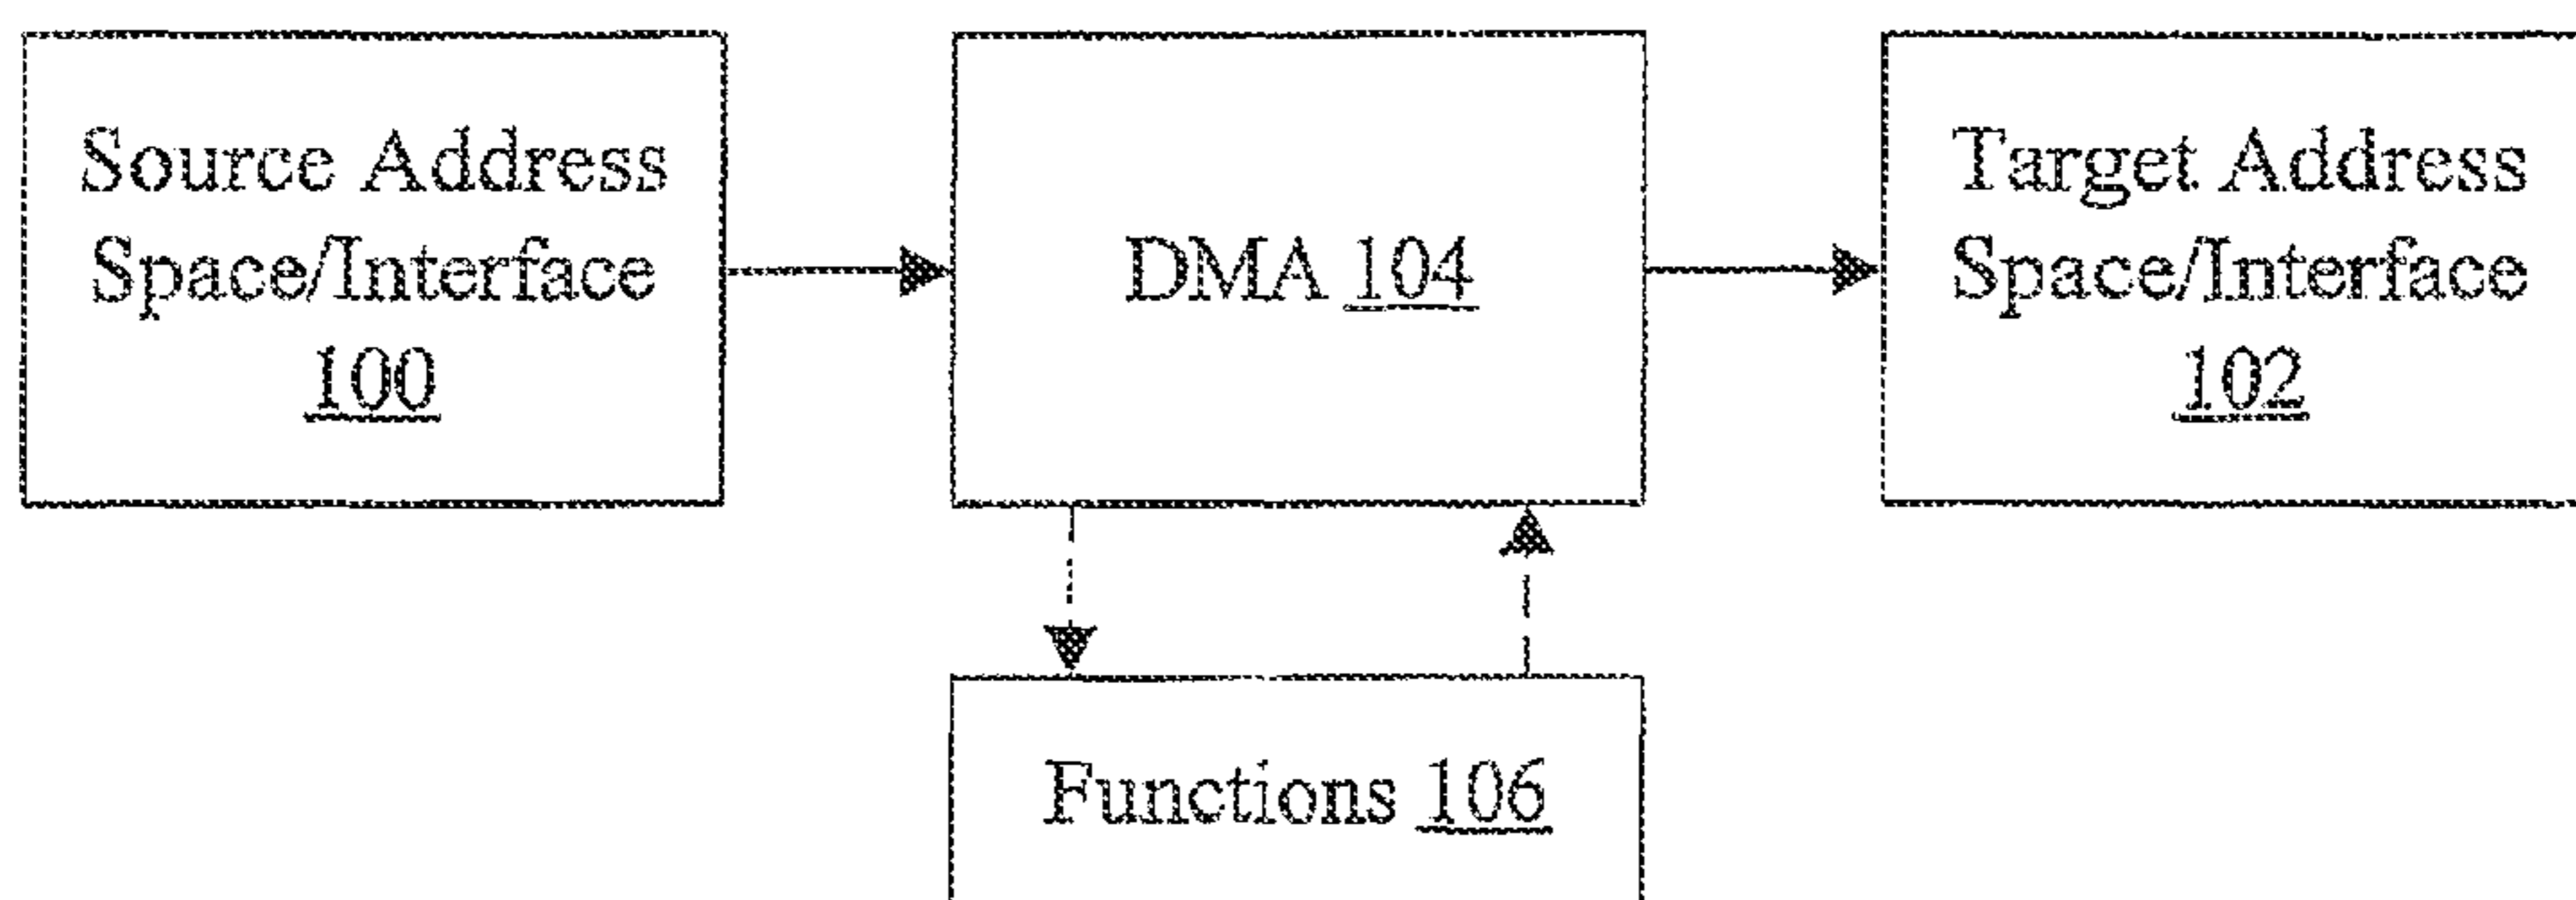 Source Address
Space/Interface
100
DMA 104
Target Address
Space/Interface
102
Functions 106